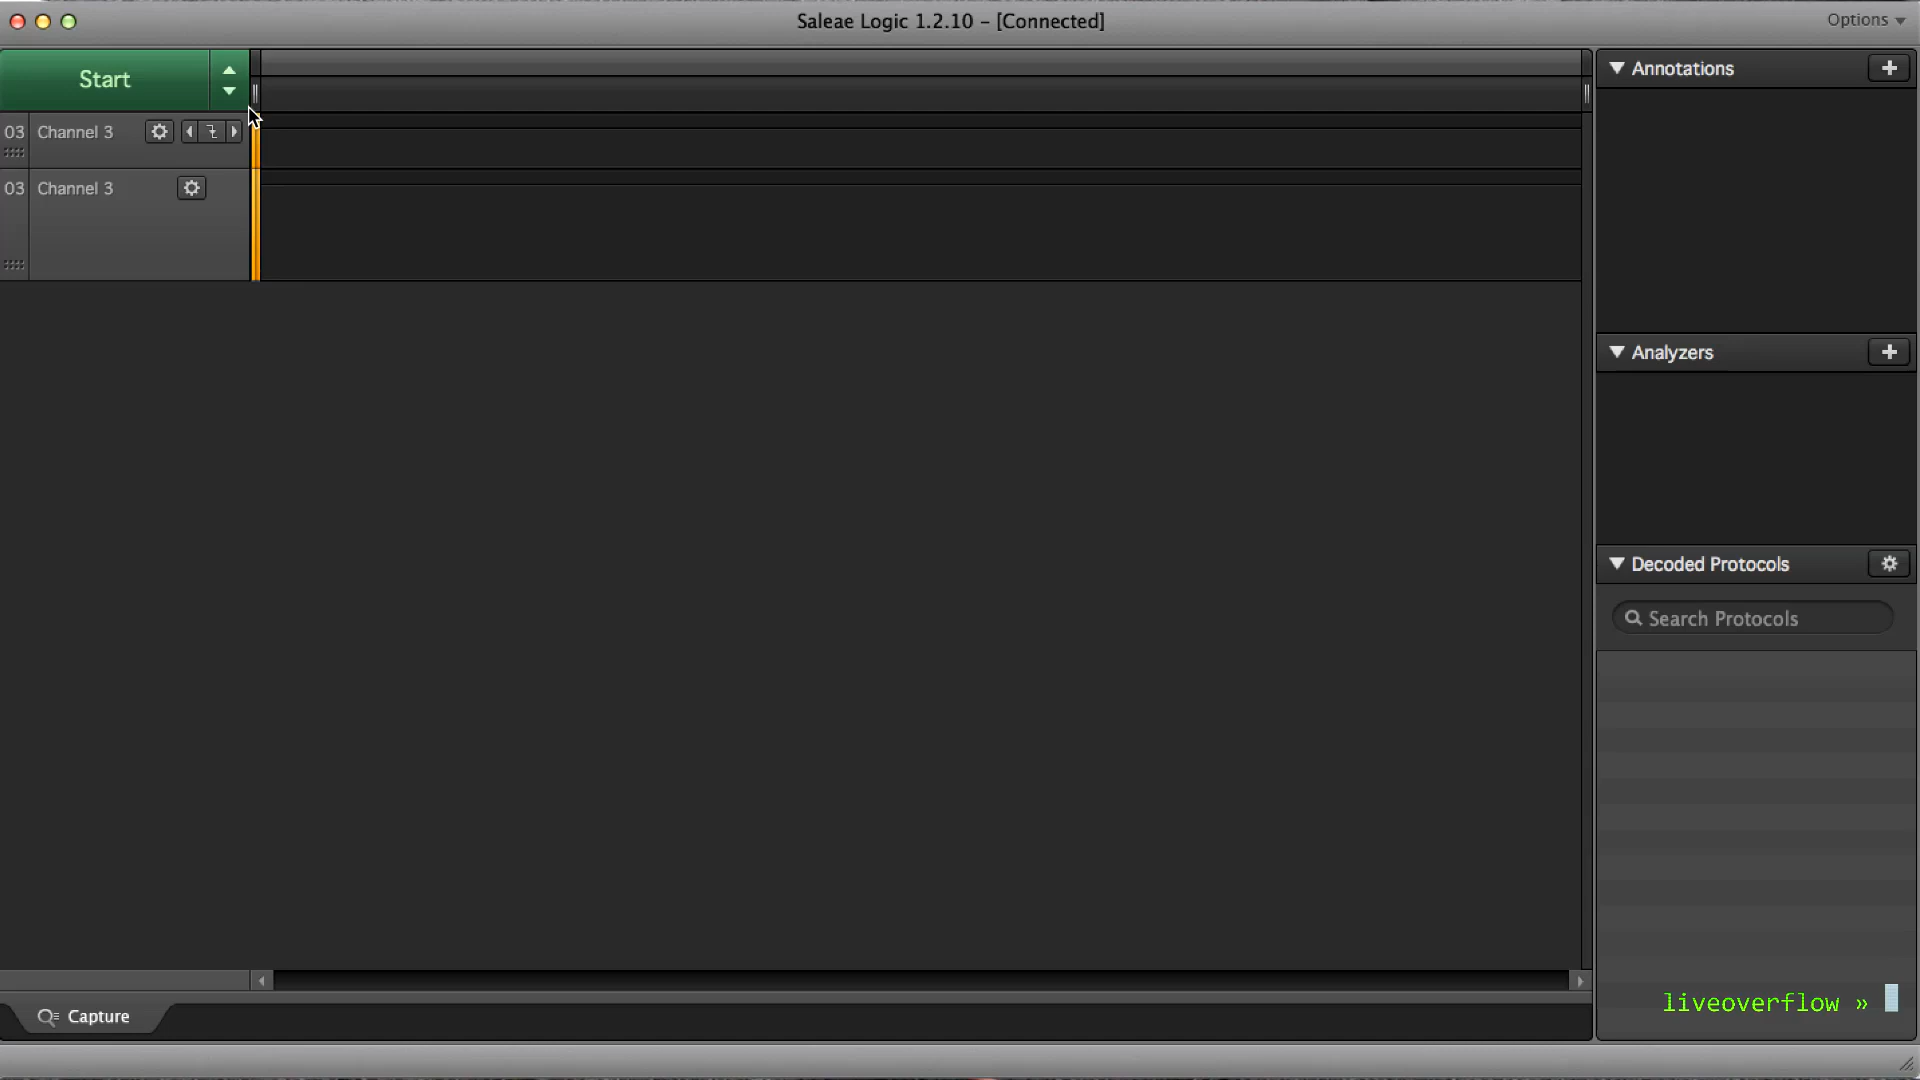 Saleae Logic 1.2.10 – [Connected]
Options
Start
03 Channel 3
03 Channel 3
Annotations
Analyzers
Decoded Protocols
Search Protocols
liveoverflow »
Capture